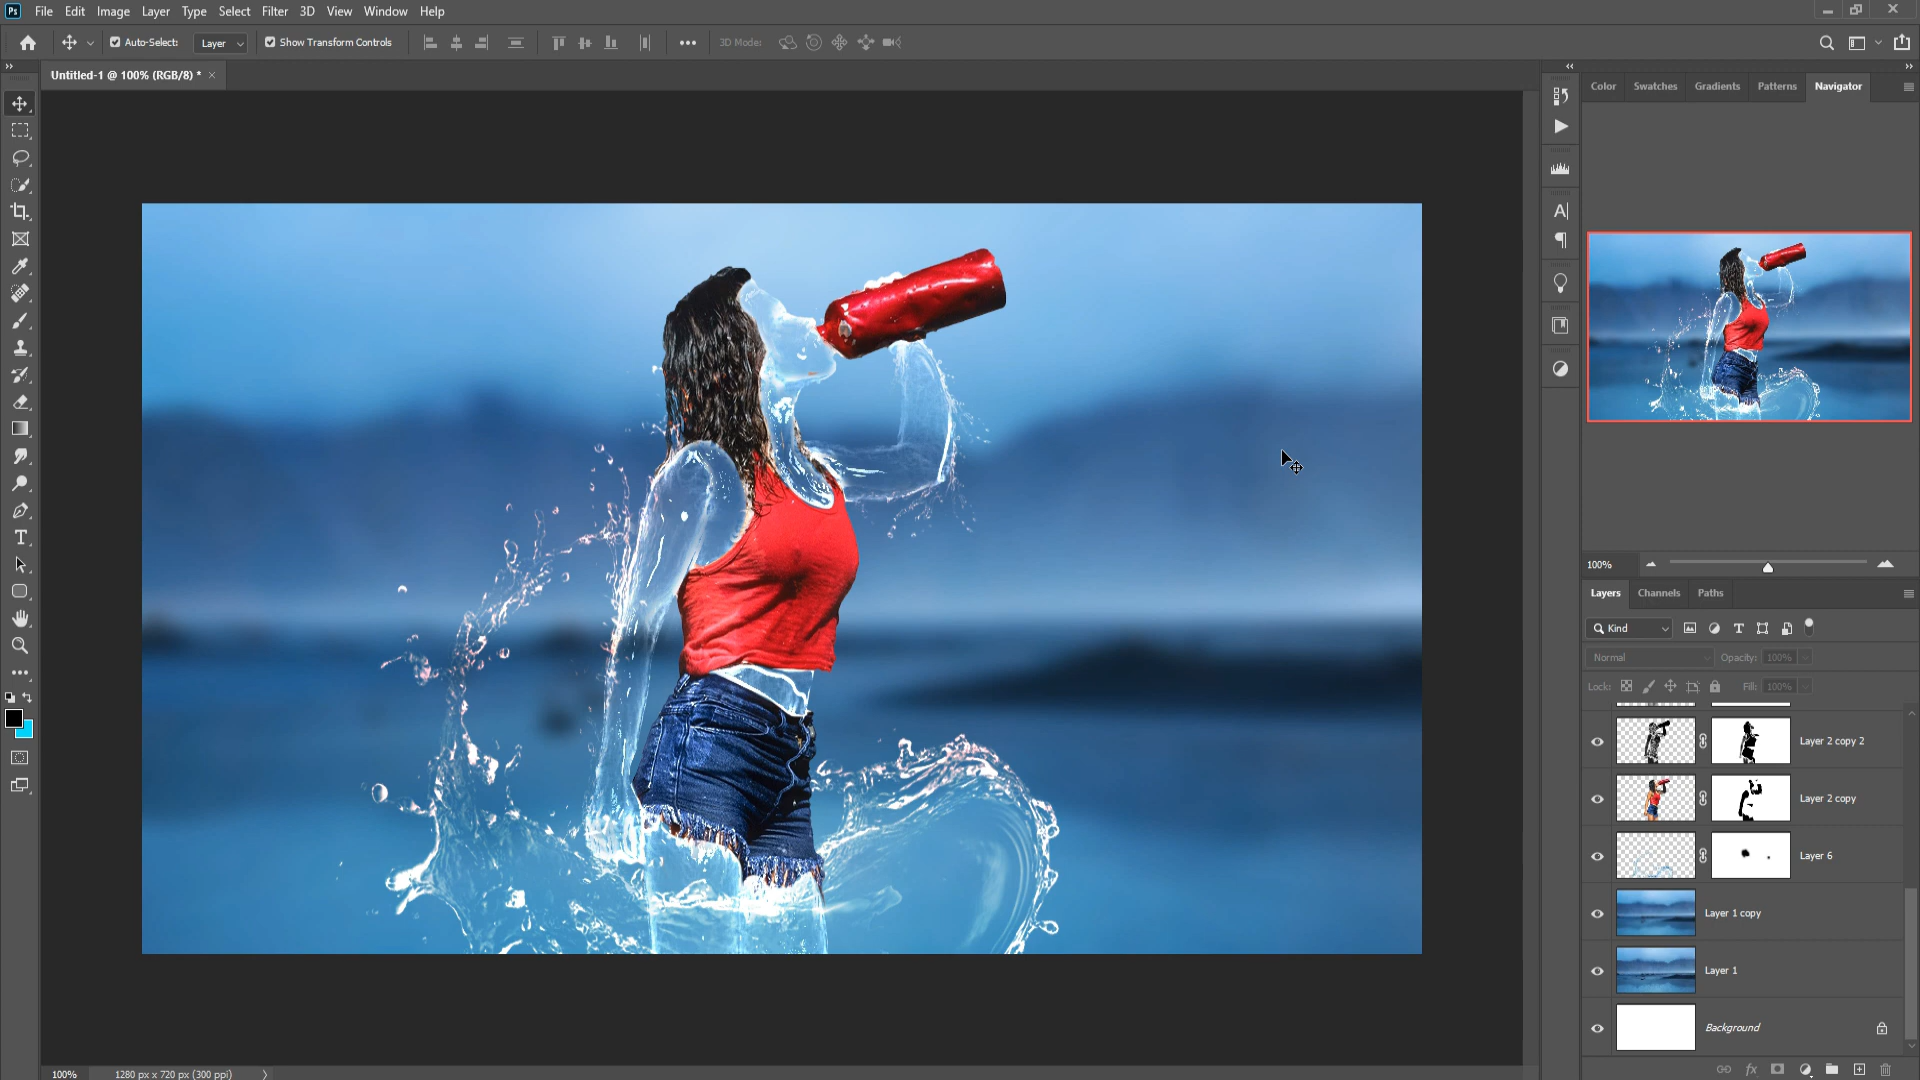 Ps File Edit Image Layer Type Select Filter 3D View Window Help
Auto-Select: Layer Show Transform Controls 3D Mode:
Untitled-1 @ 100% (RGB/8) *
Color Swatches Gradients Patterns Navigator
100%
Layers Channels Paths
Kind
Normal Opacity: 100%
Lock: Fill: 100%
Layer 2 copy 2
Layer 2 copy
Layer 6
Layer 1 copy
Layer 1
Background
100% 1280 px x 720 px (300 ppi)